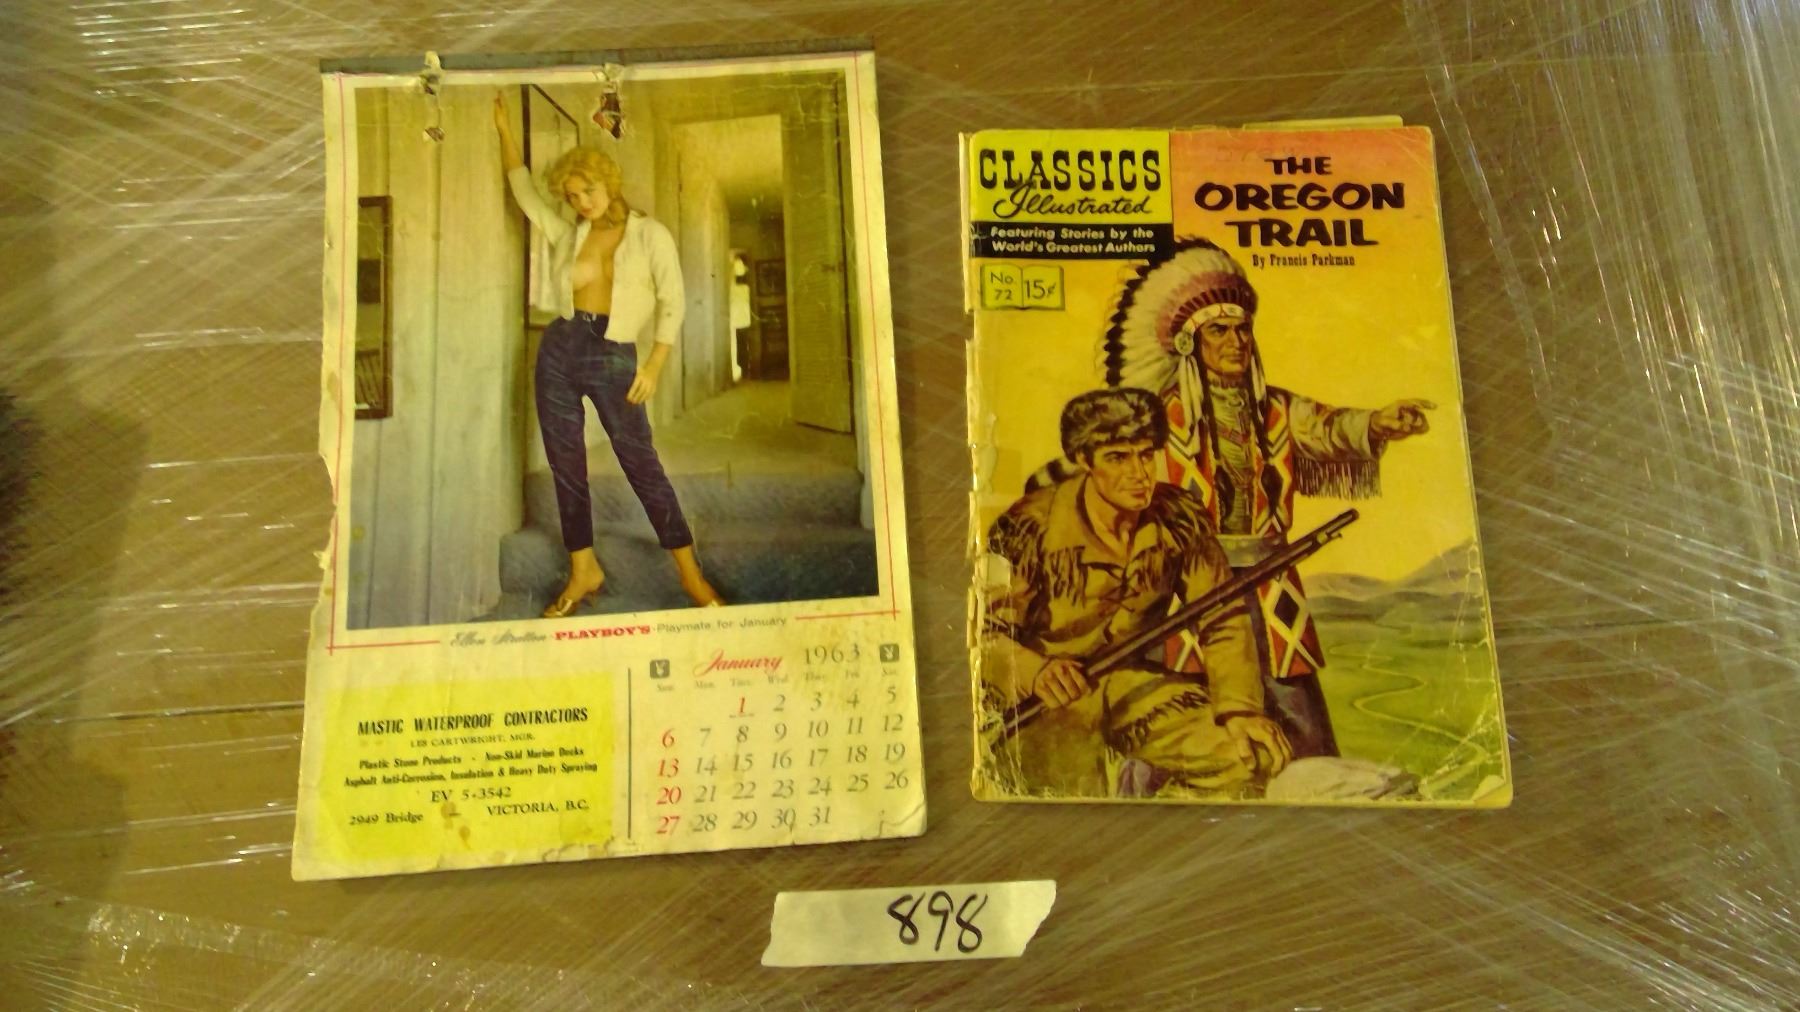 Ellen Stratton - PLAYBOY'S - Playmate for January
MASTIC WATERPROOF CONTRACTORS
LES CARTWRIGHT, MGR.
Plastic Stone Products - Non-Skid Marine Decks
Asphalt Anti-Corrosion, Insulation & Heavy Duty Spraying
EV 5-3542
2949 Bridge VICTORIA, B.C.
January 1963
Sun. Mon. Tues. Wed. Thur. Fri. Sat.
1 2 3 4 5
6 7 8 9 10 11 12
13 14 15 16 17 18 19
20 21 22 23 24 25 26
27 28 29 30 31
CLASSICS
Illustrated
Featuring Stories by the
World's Greatest Authors
No. 72 15¢
THE
OREGON
TRAIL
By Francis Parkman
898